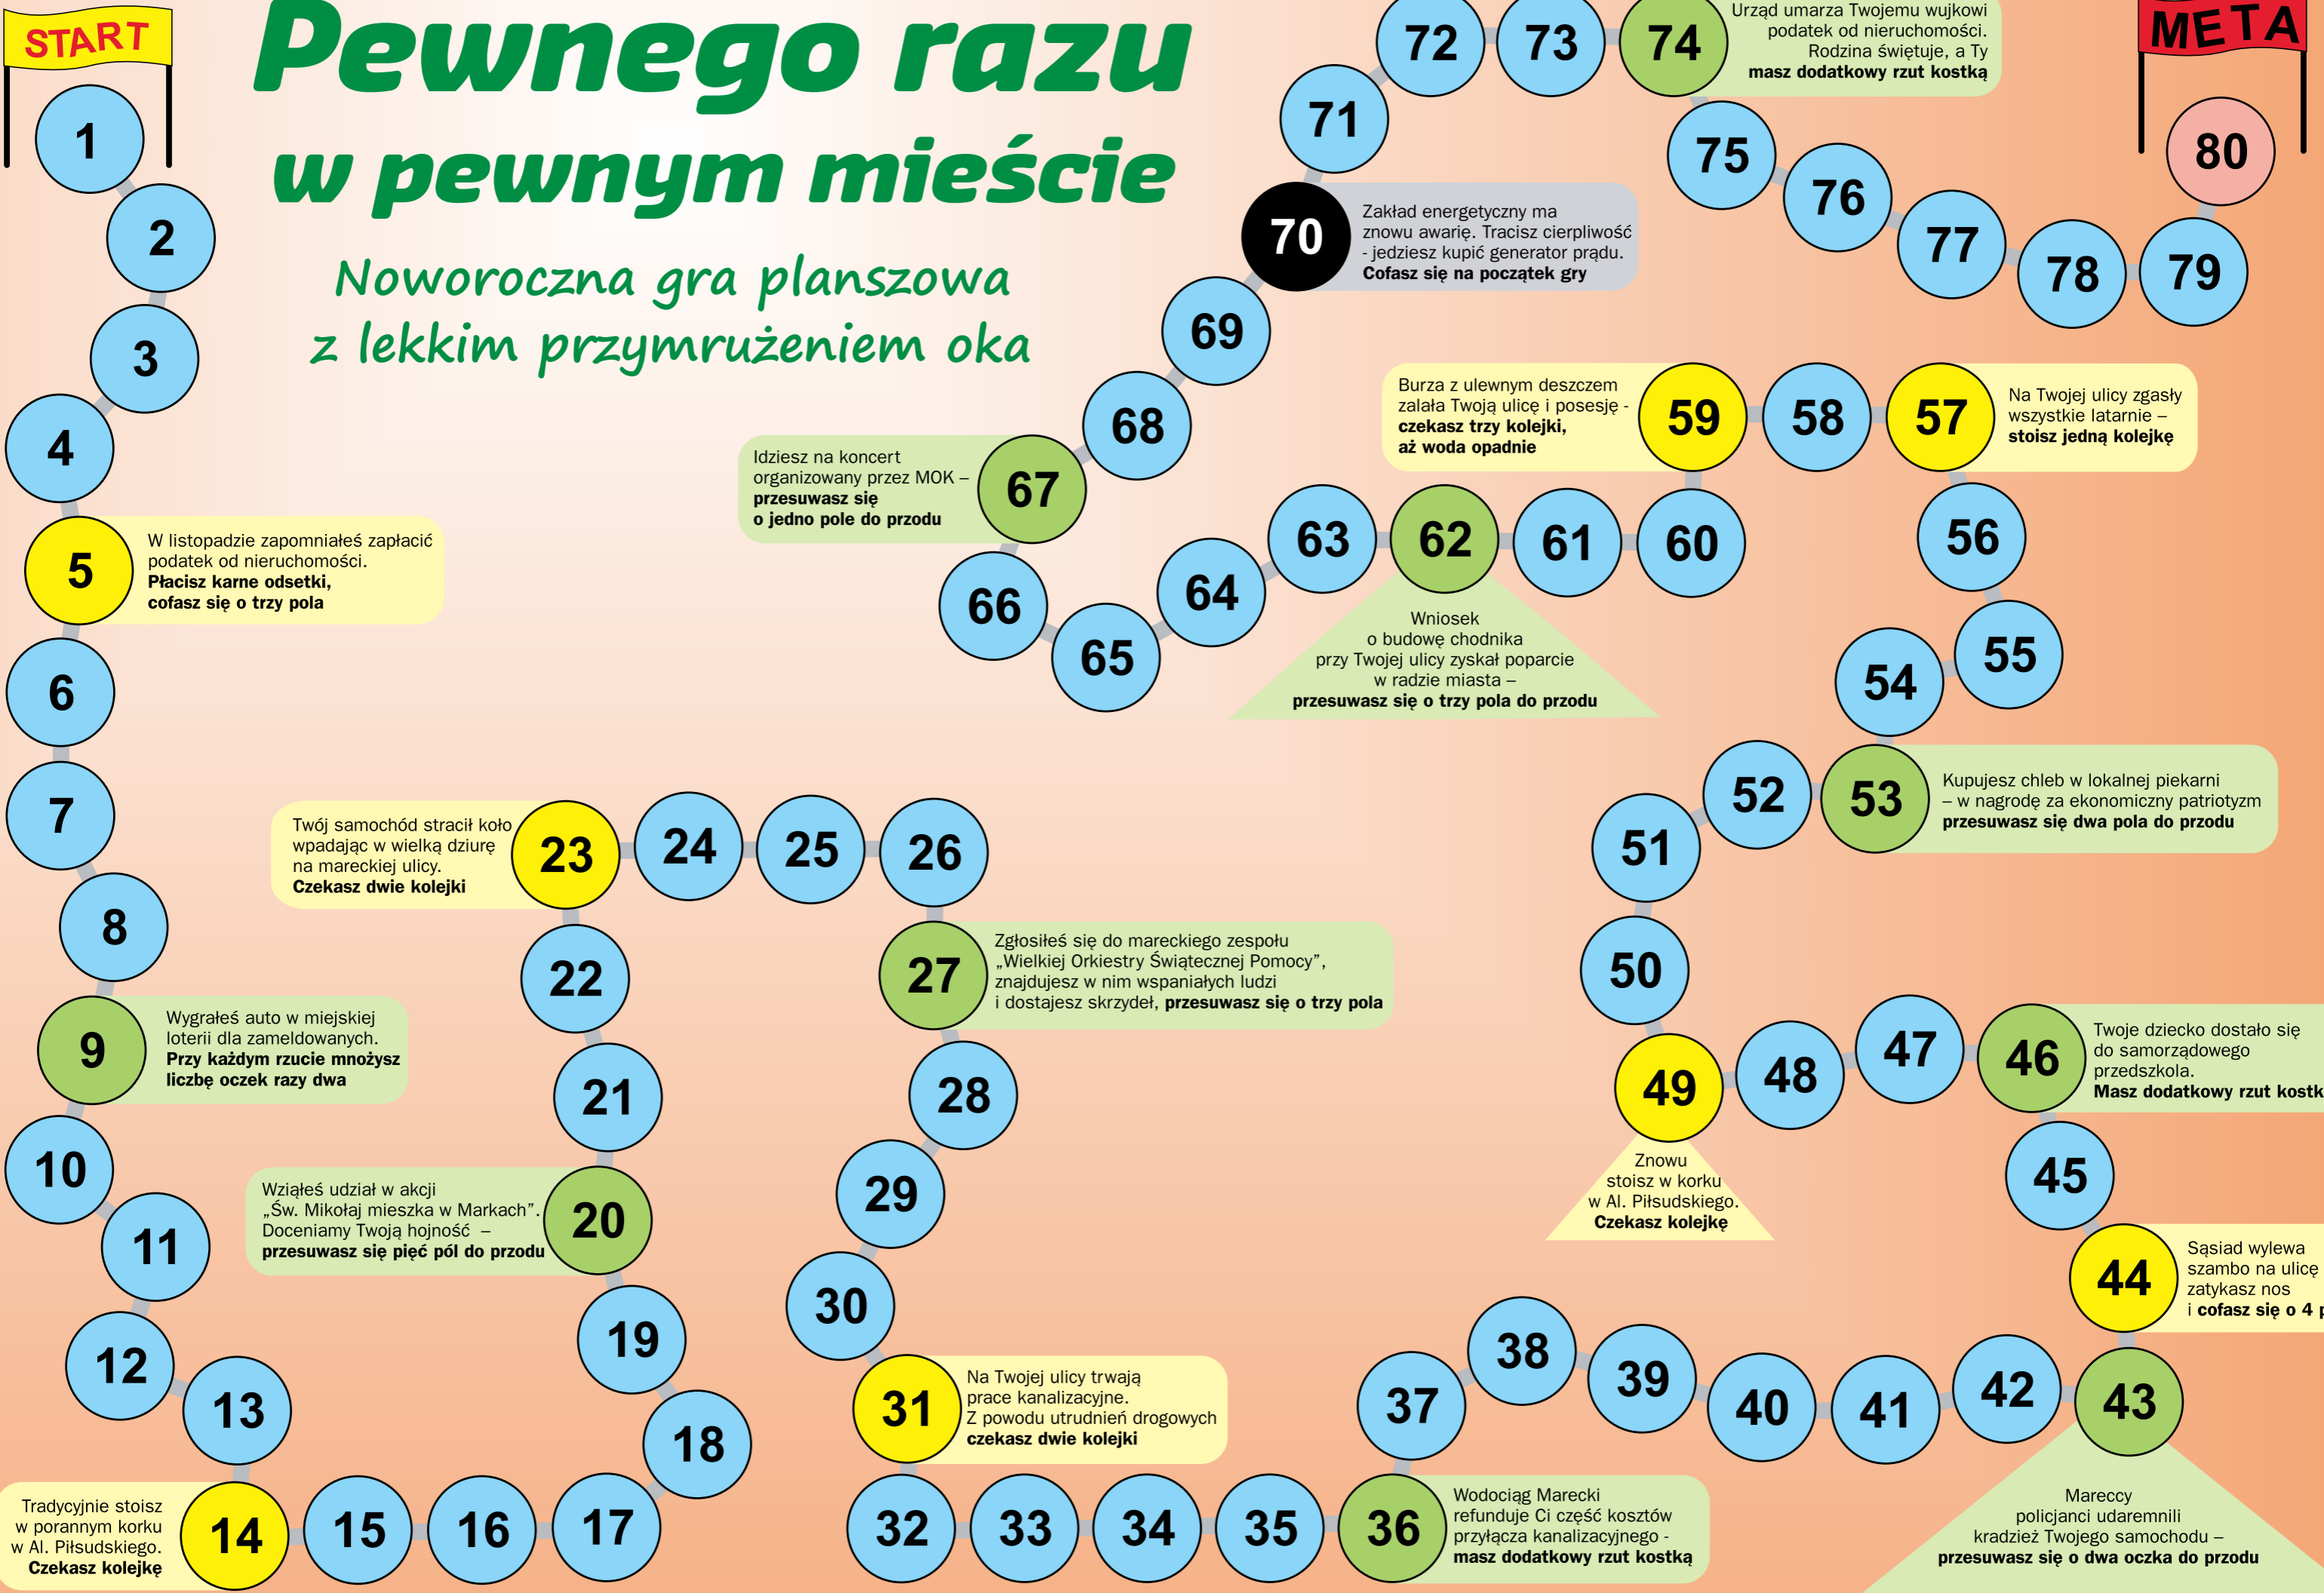 START
Pewnego razu
w pewnym mieście
Noworoczna gra planszowa
z lekkim przymrużeniem oka
META
1
2
3
4
5
W listopadzie zapomniałeś zapłacić
podatek od nieruchomości.
Płacisz karne odsetki,
cofasz się o trzy pola
6
7
8
9
Wygrałeś auto w miejskiej
loterii dla zameldowanych.
Przy każdym rzucie mnożysz
liczbę oczek razy dwa
10
11
12
13
14
Tradycyjnie stoisz
w porannym korku
w Al. Piłsudskiego.
Czekasz kolejkę
15
16
17
18
19
20
Wziąłeś udział w akcji
„Św. Mikołaj mieszka w Markach”.
Doceniamy Twoją hojność –
przesuwasz się pięć pól do przodu
21
22
23
Twój samochód stracił koło
wpadając w wielką dziurę
na mareckiej ulicy.
Czekasz dwie kolejki
24
25
26
27
Zgłosiłeś się do mareckiego zespołu
„Wielkiej Orkiestry Świątecznej Pomocy”,
znajdujesz w nim wspaniałych ludzi
i dostajesz skrzydeł, przesuwasz się o trzy pola
28
29
30
31
Na Twojej ulicy trwają
prace kanalizacyjne.
Z powodu utrudnień drogowych
czekasz dwie kolejki
32
33
34
35
36
Wodociąg Marecki
refunduje Ci część kosztów
przyłącza kanalizacyjnego -
masz dodatkowy rzut kostką
37
38
39
40
41
42
43
Mareccy
policjanci udaremnili
kradzież Twojego samochodu –
przesuwasz się o dwa oczka do przodu
44
Sąsiad wylewa
szambo na ulicę
zatykasz nos
i cofasz się o 4 p
45
46
Twoje dziecko dostało się
do samorządowego
przedszkola.
Masz dodatkowy rzut kostk
47
48
49
Znowu
stoisz w korku
w Al. Piłsudskiego.
Czekasz kolejkę
50
51
52
53
Kupujesz chleb w lokalnej piekarni
– w nagrodę za ekonomiczny patriotyzm
przesuwasz się dwa pola do przodu
54
55
56
57
Na Twojej ulicy zgasły
wszystkie latarnie –
stoisz jedną kolejkę
58
59
Burza z ulewnym deszczem
zalała Twoją ulicę i posesję -
czekasz trzy kolejki,
aż woda opadnie
60
61
62
Wniosek
o budowę chodnika
przy Twojej ulicy zyskał poparcie
w radzie miasta –
przesuwasz się o trzy pola do przodu
63
64
65
66
67
Idziesz na koncert
organizowany przez MOK –
przesuwasz się
o jedno pole do przodu
68
69
70
Zakład energetyczny ma
znowu awarię. Tracisz cierpliwość
- jedziesz kupić generator prądu.
Cofasz się na początek gry
71
72
73
74
Urząd umarza Twojemu wujkowi
podatek od nieruchomości.
Rodzina świętuje, a Ty
masz dodatkowy rzut kostką
75
76
77
78
79
80